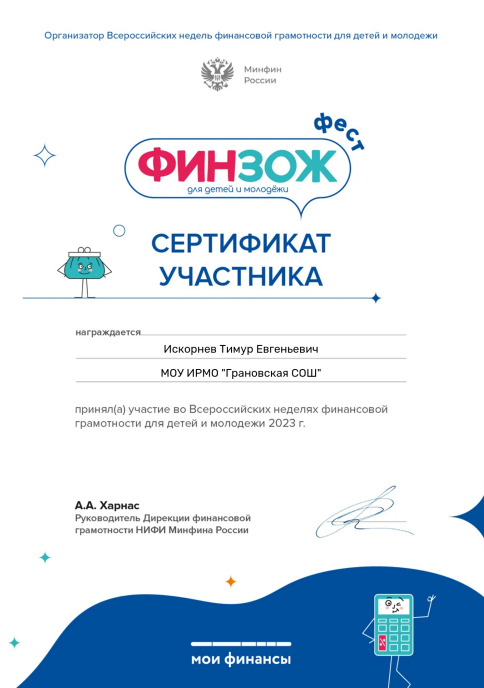 Организатор Всероссийских недель финансовой грамотности для детей и молодежи
Минфин
России
фест
ФИНЗОЖ
для детей и молодёжи
СЕРТИФИКАТ
УЧАСТНИКА
награждается
Искорнев Тимур Евгеньевич
МОУ ИРМО "Грановская СОШ"
принял(а) участие во Всероссийских неделях финансовой
грамотности для детей и молодежи 2023 г.
А.А. Харнас
Руководитель Дирекции финансовой
грамотности НИФИ Минфина России
мои финансы